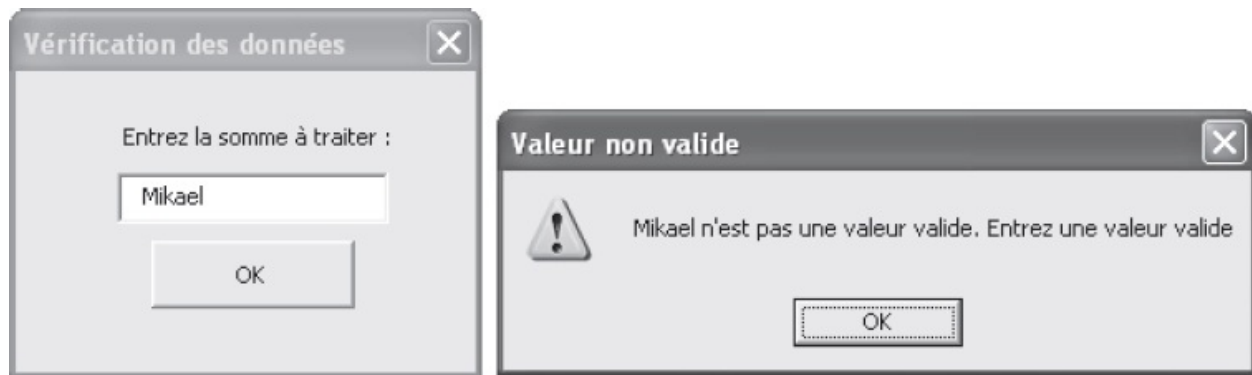 Vérification des données
Entrez la somme à traiter :
Mikael
OK
Valeur non valide
Mikael n'est pas une valeur valide. Entrez une valeur valide
OK